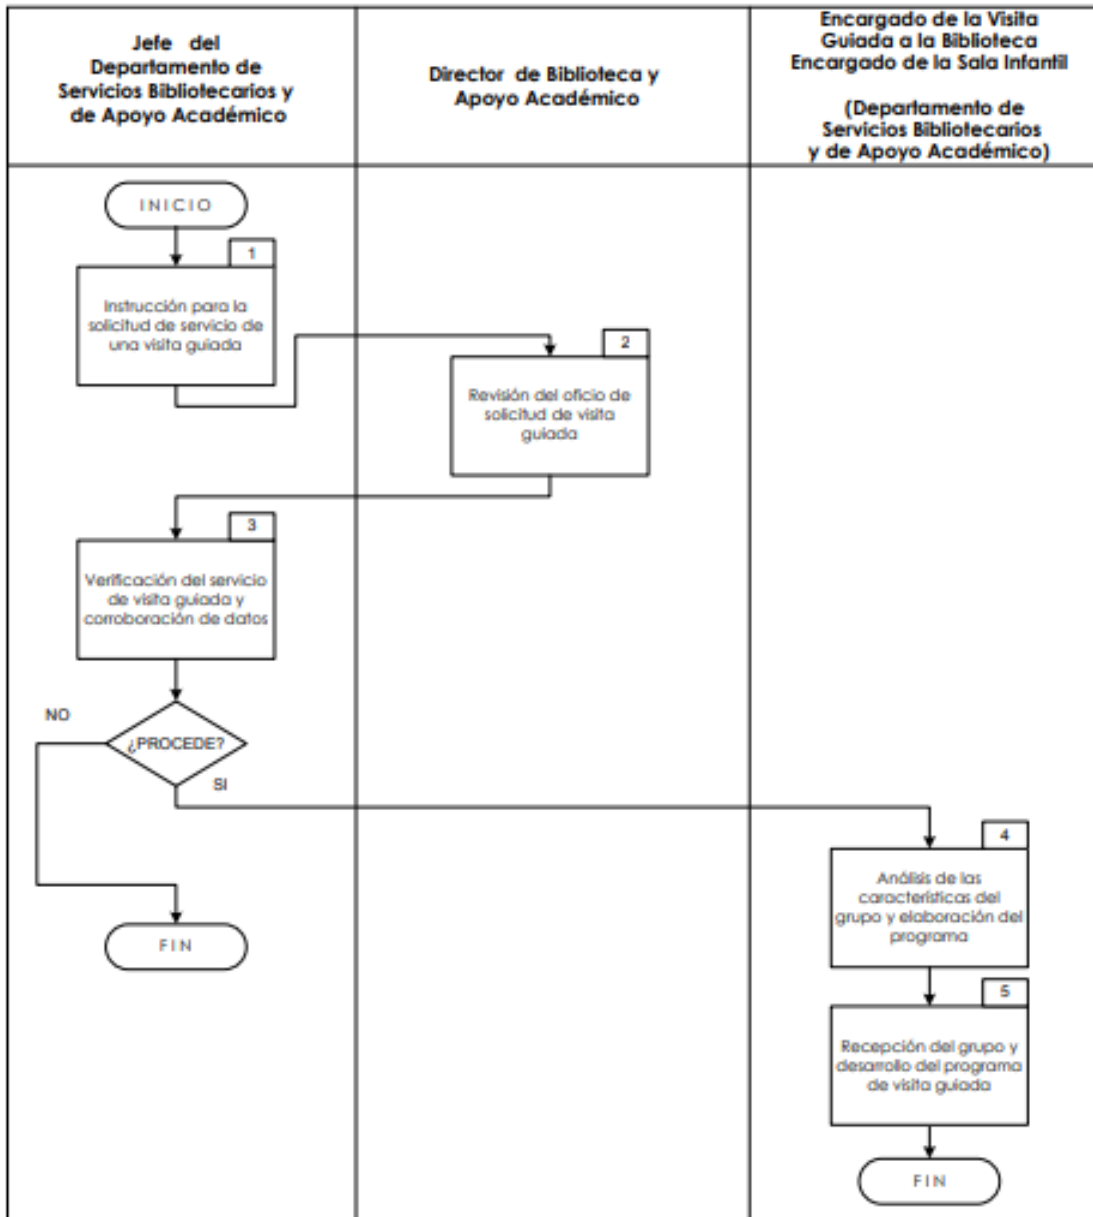 Jefe del
Departamento de
Servicios Bibliotecarios y
de Apoyo Académico
Director de Biblioteca y
Apoyo Académico
Encargado de la Visita
Guiada a la Biblioteca
Encargado de la Sala Infantil
(Departamento de
Servicios Bibliotecarios
y de Apoyo Académico)
INICIO
1
Instrucción para la
solicitud de servicio de
una visita guiada
2
Revisión del oficio de
solicitud de visita
guiada
3
Verificación del servicio
de visita guiada y
corroboración de datos
NO
¿PROCEDE?
SI
4
Análisis de las
características del
grupo y elaboración del
programa
FIN
5
Recepción del grupo y
desarrollo del programa
de visita guiada
FIN